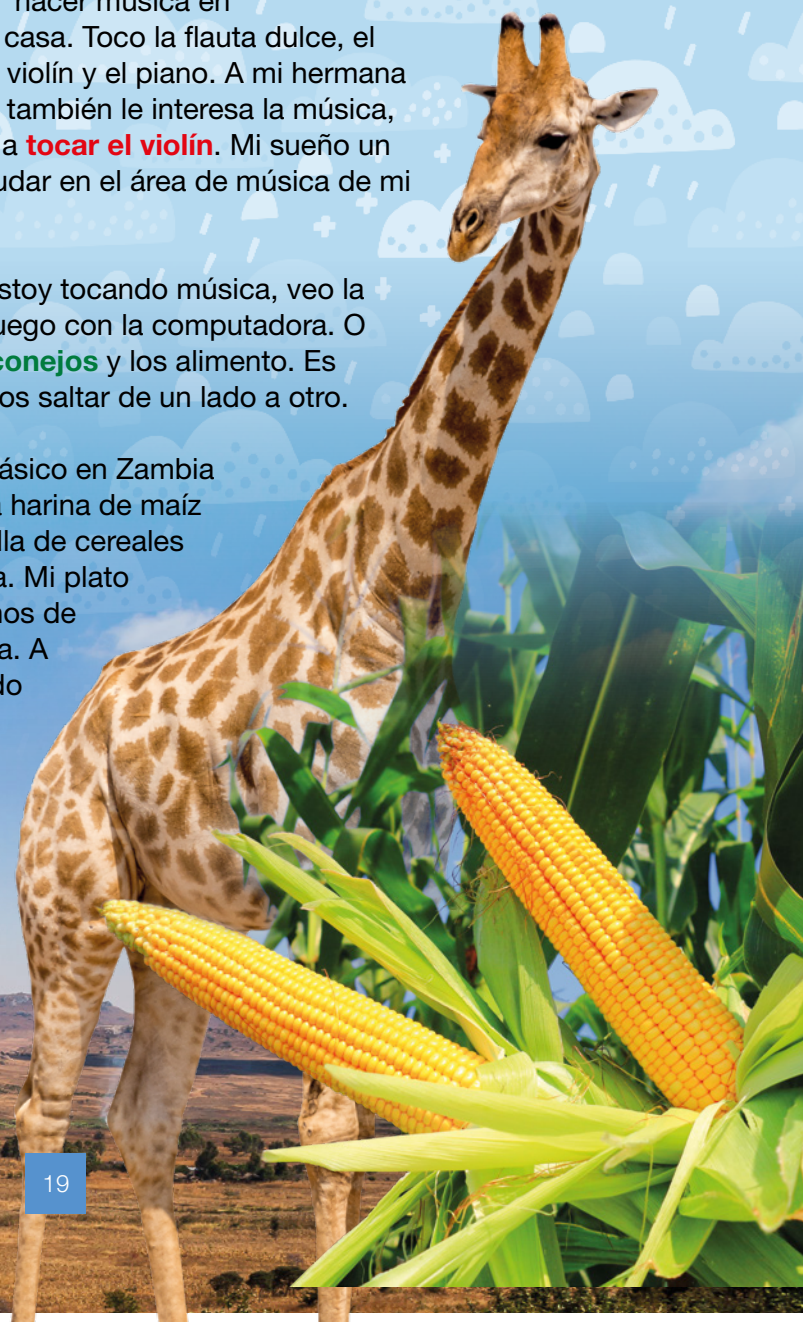 hacer música en
casa. Toco la flauta dulce, el
violín y el piano. A mi hermana
también le interesa la música,
a tocar el violín. Mi sueño un
udar en el área de música de mi
stoy tocando música, veo la
uego con la computadora. O
conejos y los alimento. Es
os saltar de un lado a otro.
ásico en Zambia
harina de maíz
lla de cereales
a. Mi plato
nos de
a. A
do
19